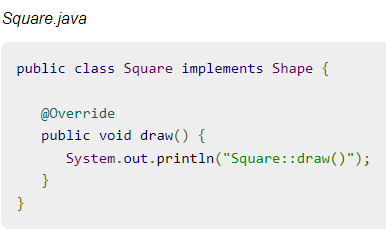 Square.java
public class Square implements Shape {
@Override
public void draw() {
System.out.println("Square::draw()");
}
}